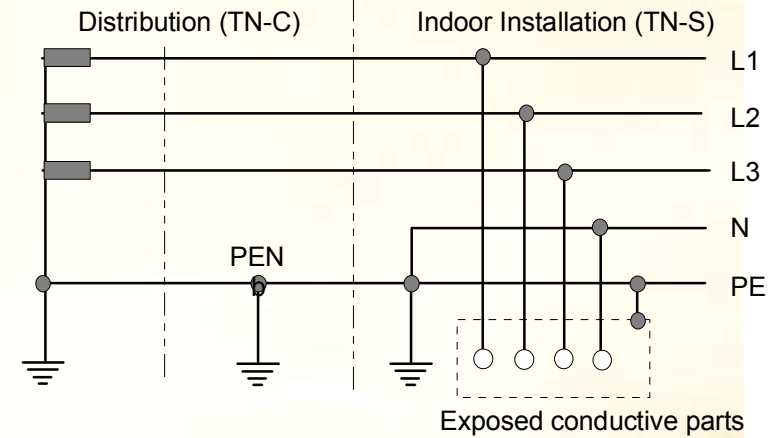 Distribution (TN-C)
Indoor Installation (TN-S)
L1
L2
L3
N
PEN
PE
Exposed conductive parts